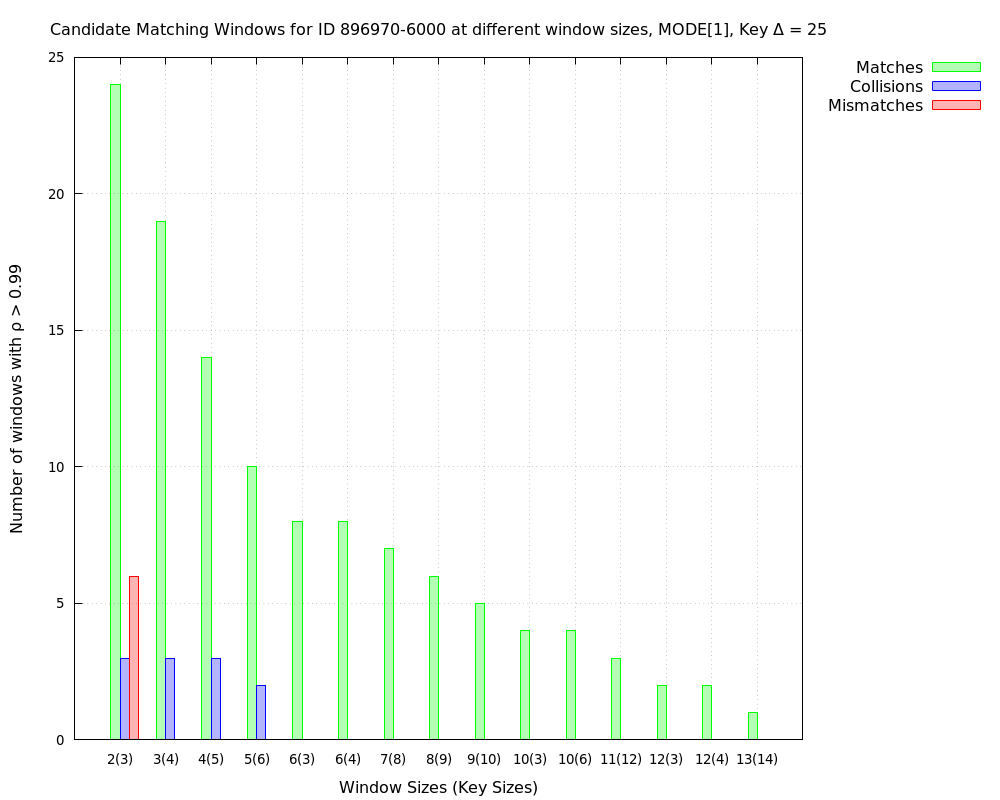 Candidate Matching Windows for ID 896970-6000 at different window sizes, MODE[1], Key Δ = 25
Matches
Collisions
Mismatches
Number of windows with ρ > 0.99
25
20
15
10
5
0
2(3) 3(4) 4(5) 5(6) 6(3) 6(4) 7(8) 8(9) 9(10) 10(3) 10(6) 11(12) 12(3) 12(4) 13(14)
Window Sizes (Key Sizes)